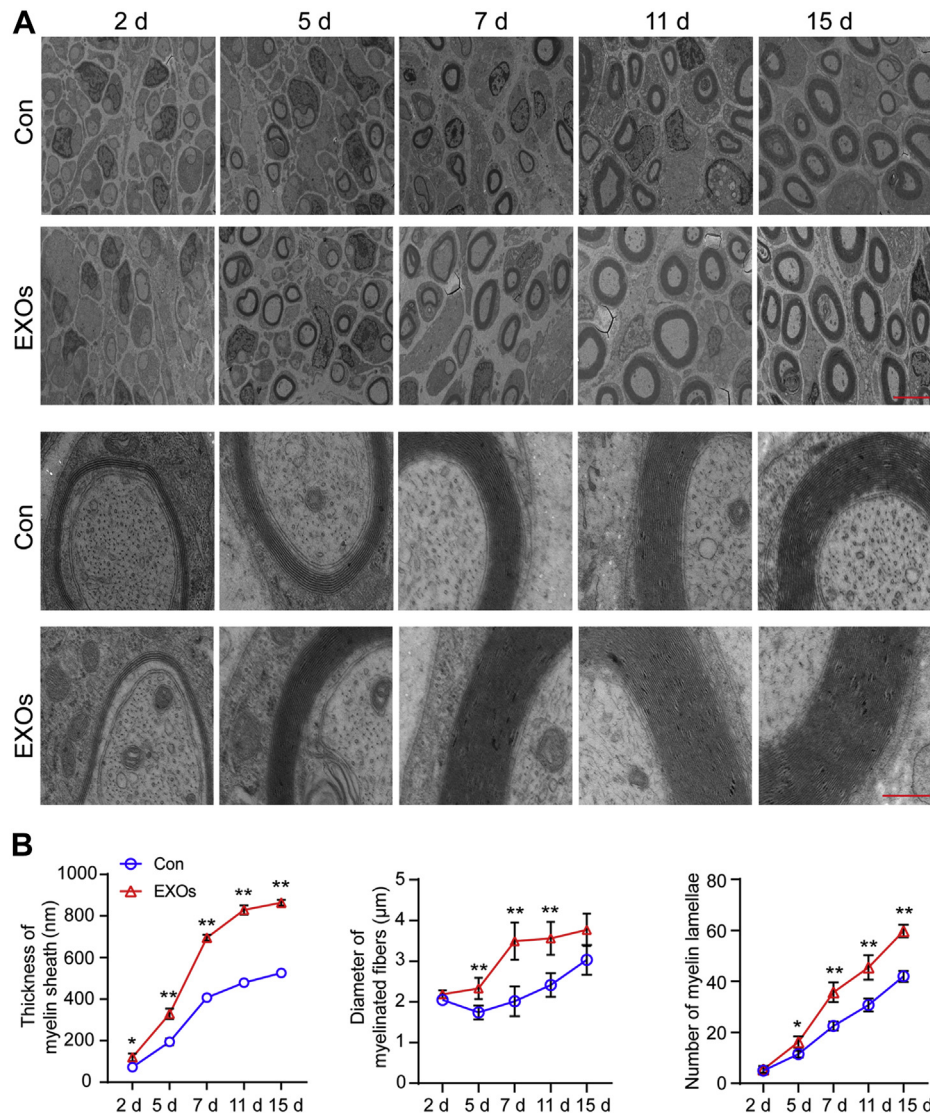 A
2 d 5 d 7 d 11 d 15 d
Con
EXOs
Con
EXOs
B
Con
EXOs
Thickness of
myelin sheath (nm)
1000
800
600
400
200
0
* ** ** ** **
2 d 5 d 7 d 11 d 15 d
Diameter of
myelinated fibers (μm)
5
4
3
2
1
0
** ** **
2 d 5 d 7 d 11 d 15 d
Number of myelin lamellae
80
60
40
20
0
* ** ** **
2 d 5 d 7 d 11 d 15 d